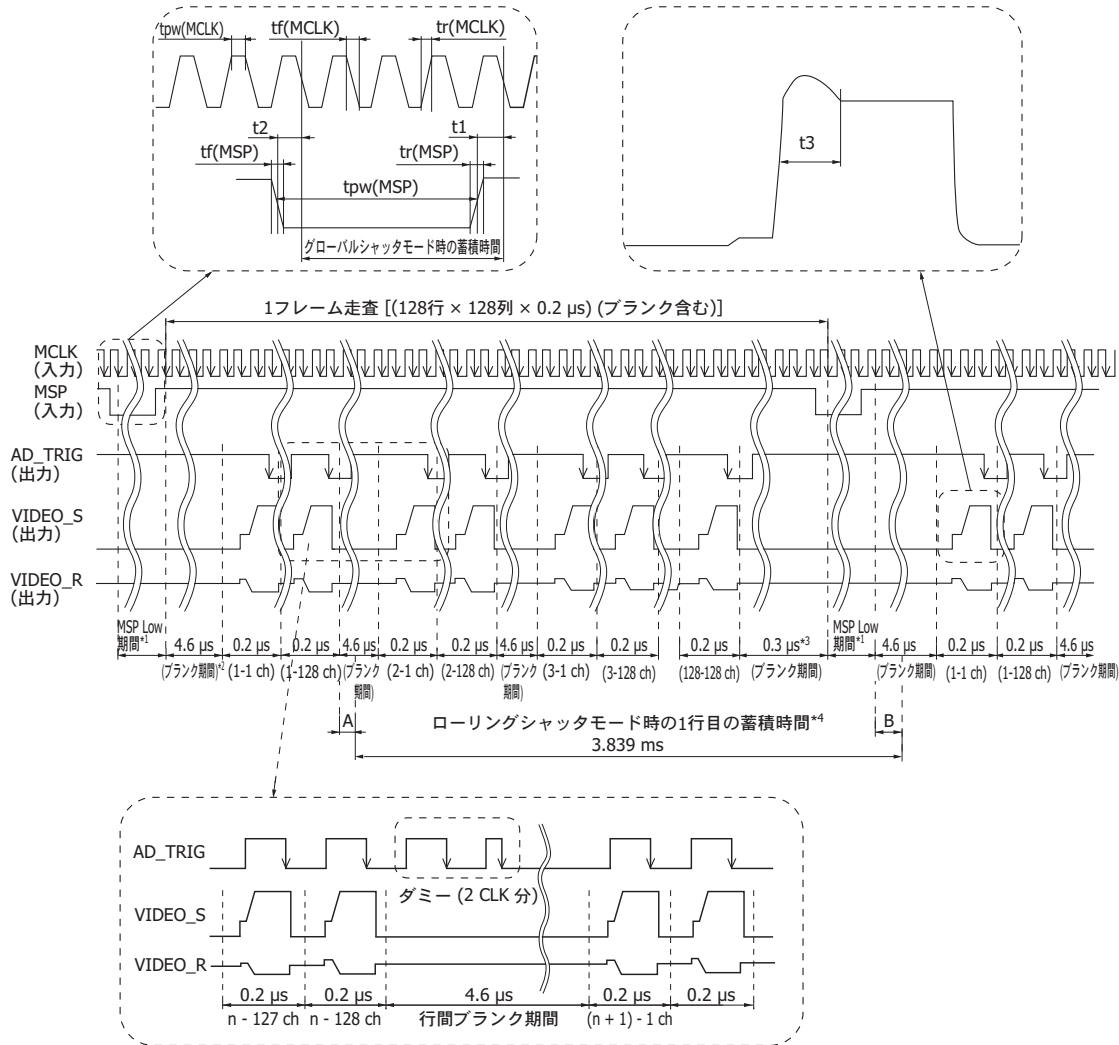 tpw(MCLK)
tf(MCLK)
tr(MCLK)
t2
t1
tf(MSP)
tr(MSP)
tpw(MSP)
グローバルシャッタモード時の蓄積時間
t3
1フレーム走査 [(128行 × 128列 × 0.2 μs) (ブランク含む)]
MCLK
(入力)
MSP
(入力)
AD_TRIG
(出力)
VIDEO_S
(出力)
VIDEO_R
(出力)
MSP Low
期間*1
4.6 μs
(ブランク期間)*2
0.2 μs
(1-1 ch)
0.2 μs
(1-128 ch)
4.6 μs
(ブランク
期間)
0.2 μs
(2-1 ch)
0.2 μs
(2-128 ch)
4.6 μs
(ブランク
期間)
0.2 μs
(3-1 ch)
0.2 μs
(3-128 ch)
0.2 μs
(128-128 ch)
0.3 μs*3
(ブランク期間)
MSP Low
期間*1
4.6 μs
(ブランク期間)
0.2 μs
(1-1 ch)
0.2 μs
(1-128 ch)
4.6 μs
(ブランク期間)
A
ローリングシャッタモード時の1行目の蓄積時間*4
B
3.839 ms
AD_TRIG
ダミー (2 CLK 分)
VIDEO_S
VIDEO_R
0.2 μs
n - 127 ch
0.2 μs
n - 128 ch
4.6 μs
行間ブランク期間
0.2 μs
(n + 1) - 1 ch
0.2 μs